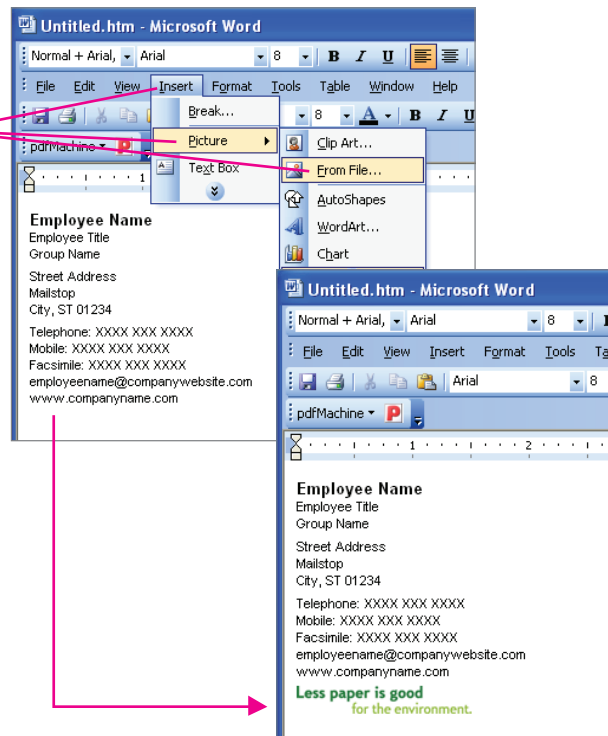 Untitled.htm - Microsoft Word
Normal + Arial, Arial 8 B I U
File Edit View Insert Format Tools Table Window Help
Break...
8 A B I U
pdfMachine P
Picture
Clip Art...
Text Box
From File...
1
AutoShapes
WordArt...
Chart
Employee Name
Employee Title
Group Name
Street Address
Mailstop
City, ST 01234
Telephone: XXXX XXX XXXX
Mobile: XXXX XXX XXXX
Facsimile: XXXX XXX XXXX
employeename@companywebsite.com
www.companyname.com
Untitled.htm - Microsoft Word
Normal + Arial, Arial 8
File Edit View Insert Format Tools
Arial 8
pdfMachine P
1 2
Employee Name
Employee Title
Group Name
Street Address
Mailstop
City, ST 01234
Telephone: XXXX XXX XXXX
Mobile: XXXX XXX XXXX
Facsimile: XXXX XXX XXXX
employeename@companywebsite.com
www.companyname.com
Less paper is good
for the environment.